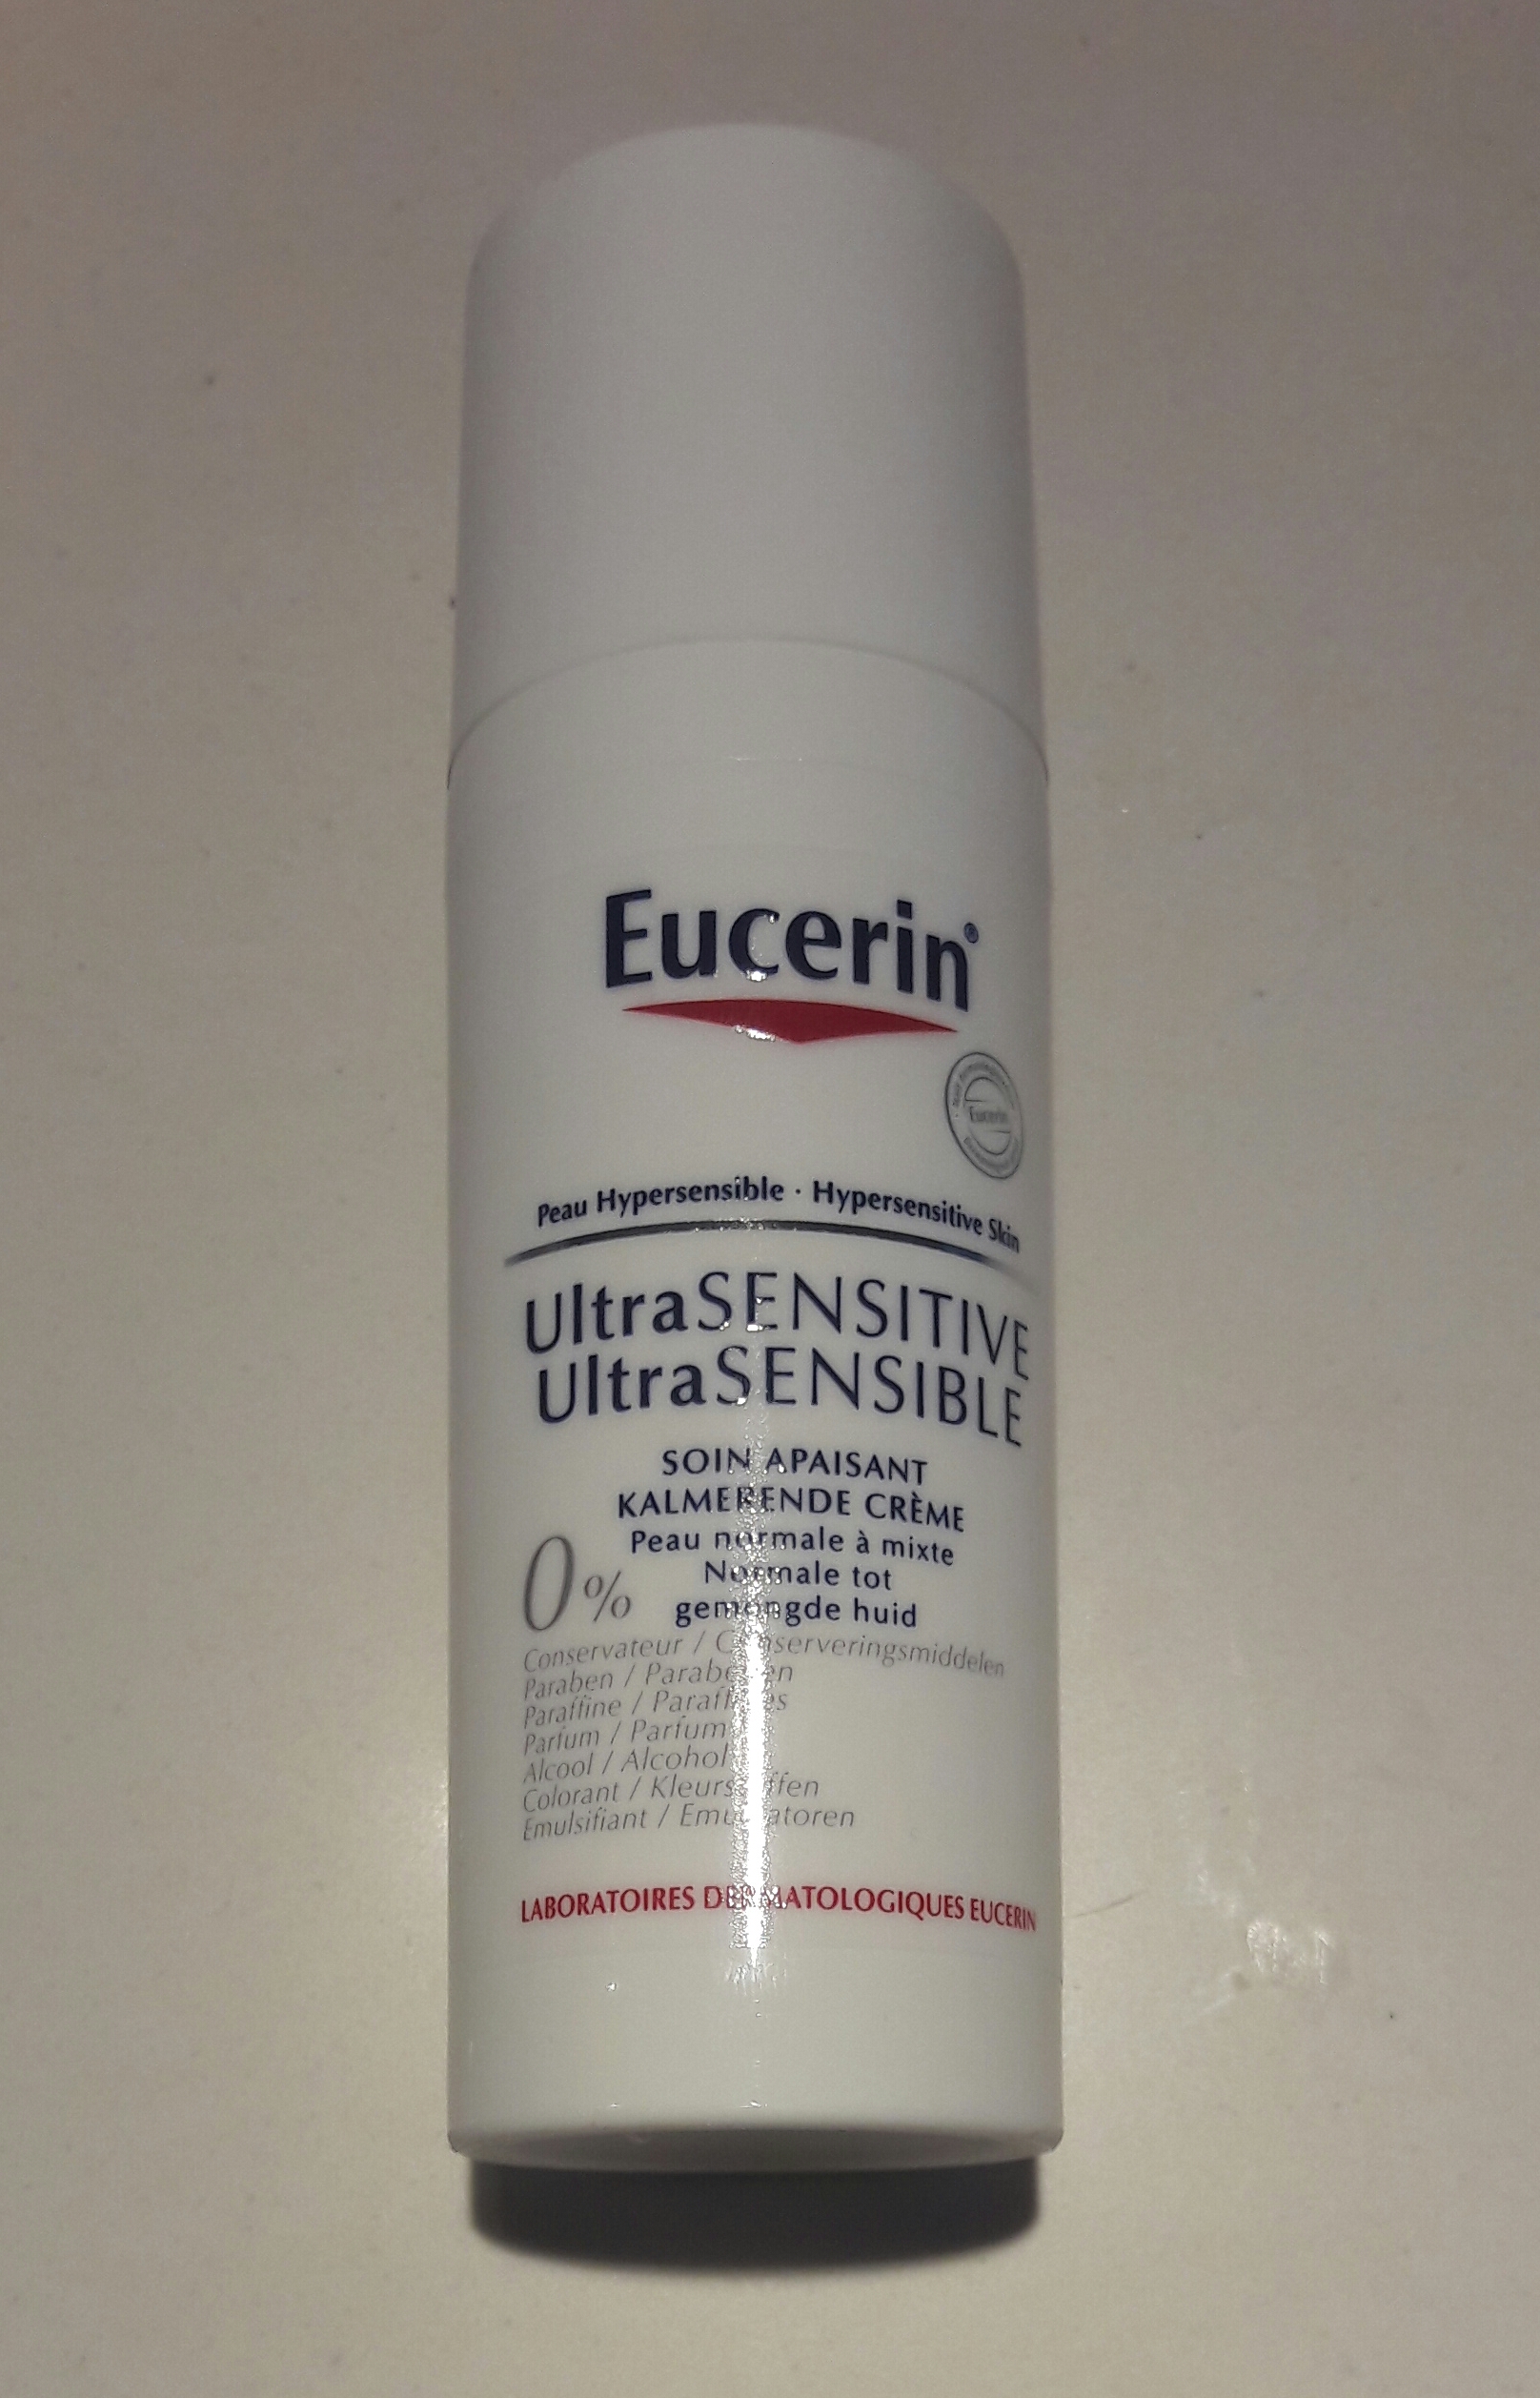 Eucerin®
Eucerin
Peau Hypersensible · Hypersensitive Skin
UltraSENSITIVE
UltraSENSIBLE
SOIN APAISANT
KALMERENDE CRÈME
Peau normale à mixte
Normale tot
gemengde huid
0%
Conservateur / Conserveringsmiddelen
Paraben / Parabenen
Paraffine / Paraffines
Parfum / Parfum
Alcool / Alcohol
Colorant / Kleurstoffen
Emulsifiant / Emulgatoren
LABORATOIRES DERMATOLOGIQUES EUCERIN